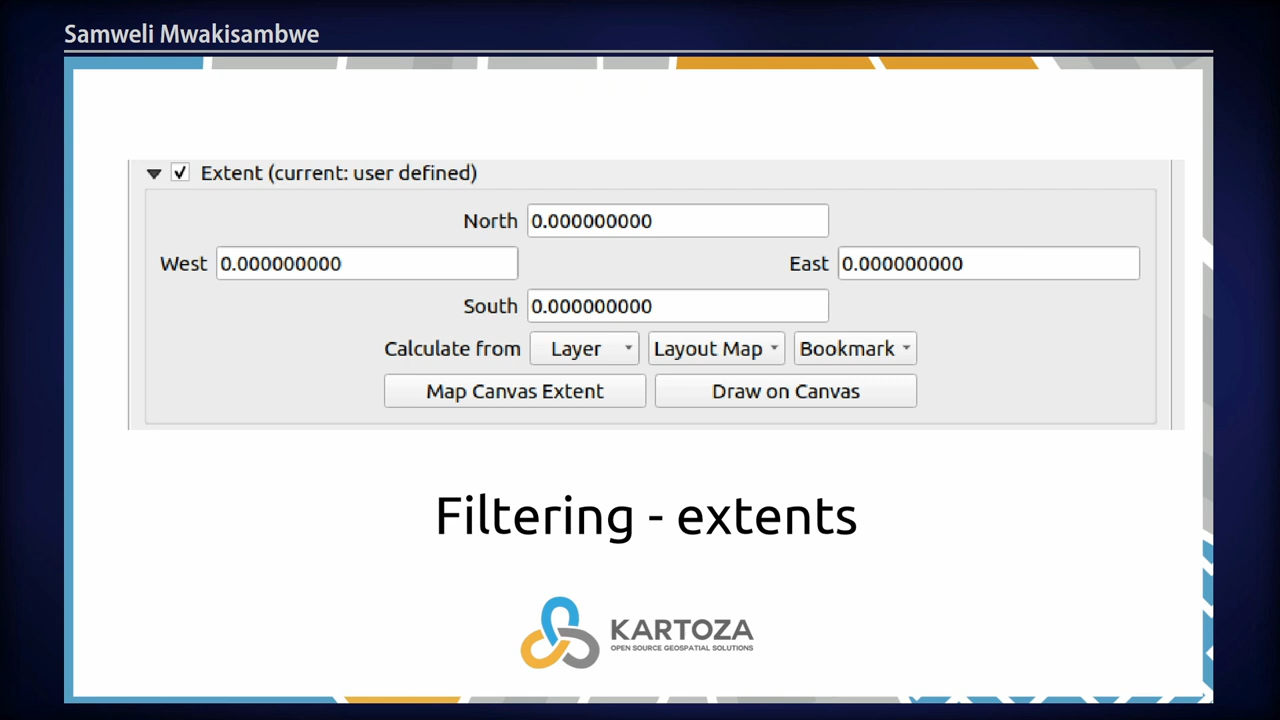 Samweli Mwakisambwe
Extent (current: user defined)
North 0.000000000
West 0.000000000 East 0.000000000
South 0.000000000
Calculate from Layer Layout Map Bookmark
Map Canvas Extent Draw on Canvas
Filtering - extents
KARTOZA
OPEN SOURCE GEOSPATIAL SOLUTIONS